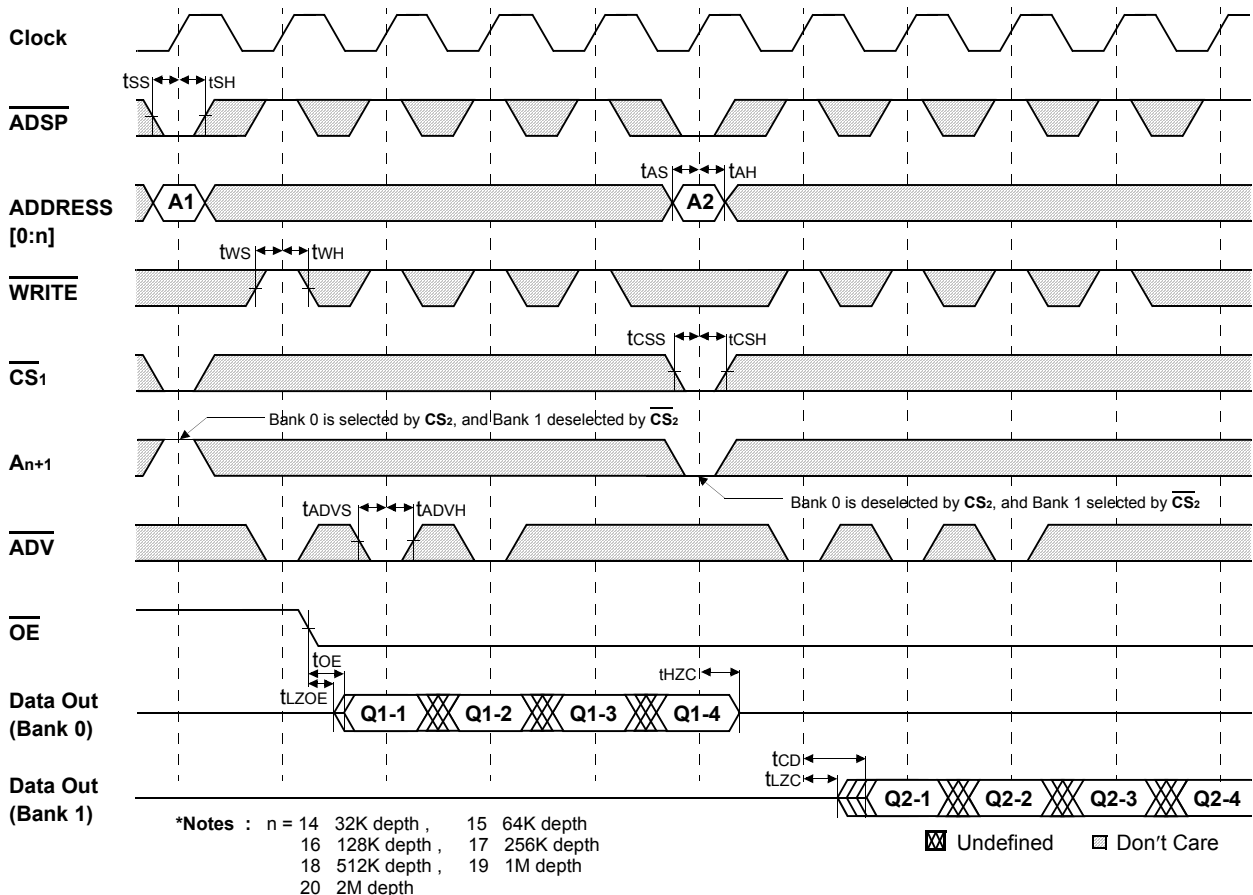 Clock
tSS tSH
ADSP
tAS tAH
ADDRESS
[0:n]
A1 A2
tWS tWH
WRITE
tCSS tCSH
CS1
Bank 0 is selected by CS2, and Bank 1 deselected by CS2
An+1
Bank 0 is deselected by CS2, and Bank 1 selected by CS2
tADVS tADVH
ADV
OE
tOE
tHZC
tLZOE
Data Out
(Bank 0)
Q1-1 Q1-2 Q1-3 Q1-4
tCD
tLZC
Data Out
(Bank 1)
Q2-1 Q2-2 Q2-3 Q2-4
*Notes : n = 14 32K depth , 15 64K depth
16 128K depth , 17 256K depth
18 512K depth , 19 1M depth
20 2M depth
Undefined Don't Care